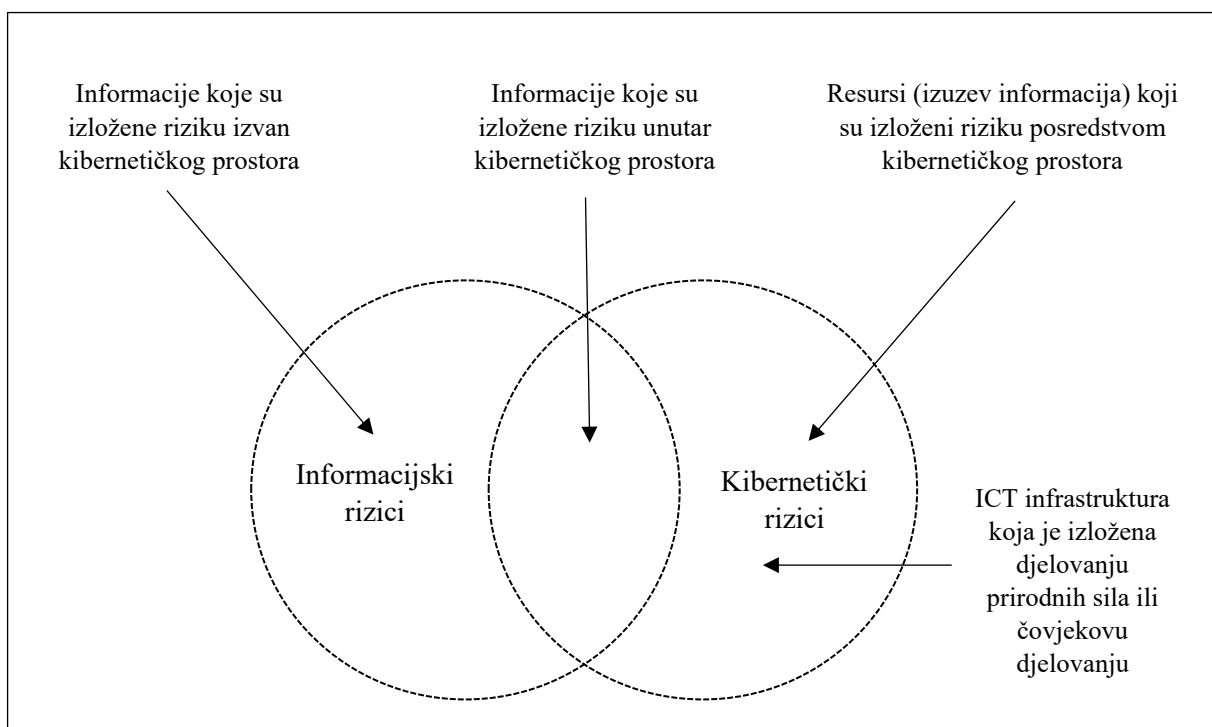 Informacije koje su
izložene riziku izvan
kibernetičkog prostora
Informacije koje su
izložene riziku unutar
kibernetičkog prostora
Resursi (izuzev informacija) koji
su izloženi riziku posredstvom
kibernetičkog prostora
Informacijski
rizici
Kibernetički
rizici
ICT infrastruktura
koja je izložena
djelovanju
prirodnih sila ili
čovjekovu
djelovanju